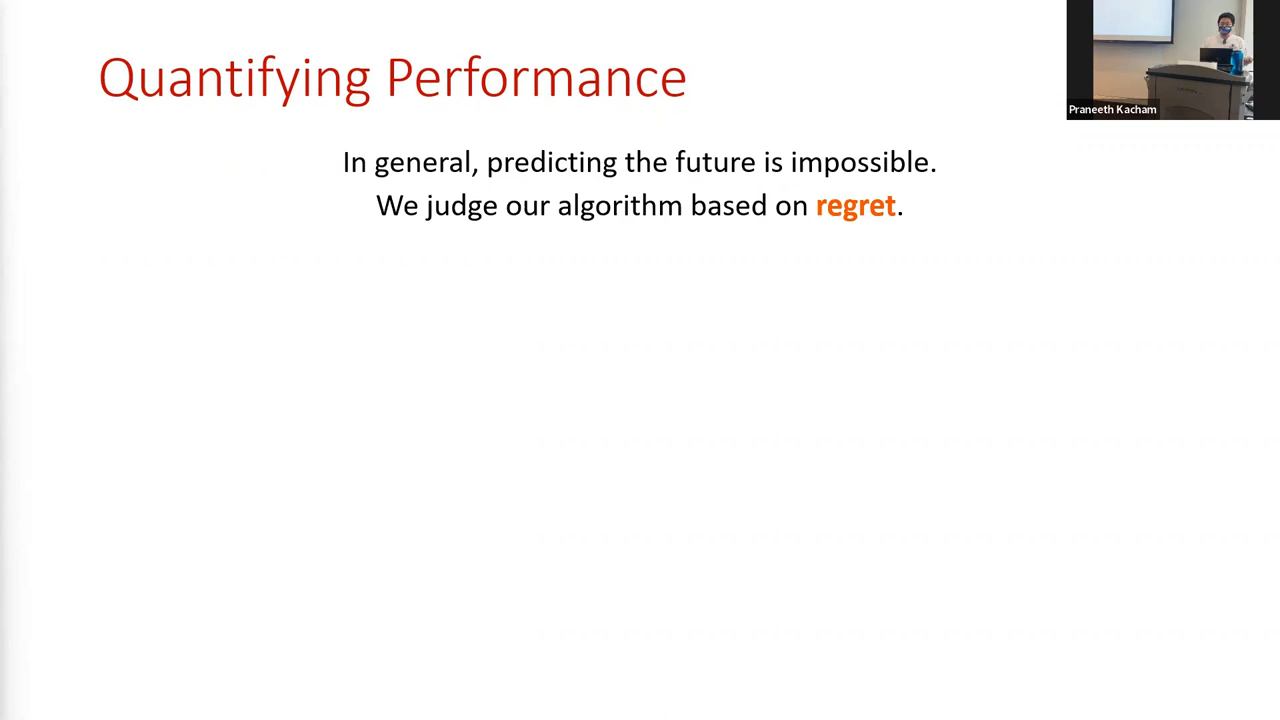 Quantifying Performance
Praneeth Kacham
In general, predicting the future is impossible.
We judge our algorithm based on regret.